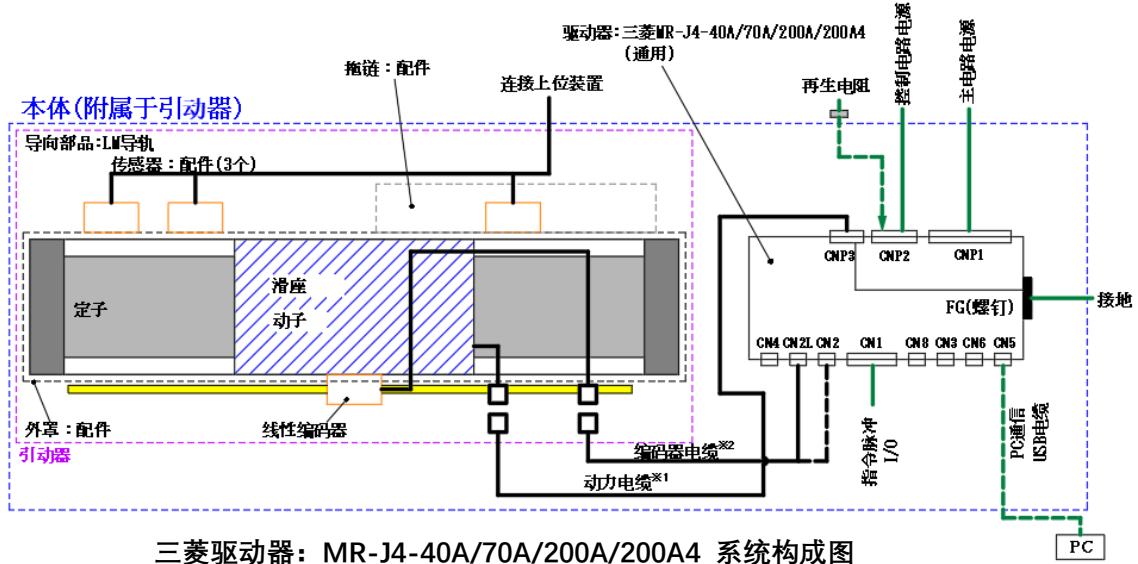 驱动器:三菱MR-J4-40A/70A/200A/200A4
(通用)
控制电路电源
主电路电源
拖链：配件
连接上位装置
再生电阻
本体(附属于引动器)
导向部品:LM导轨
传感器：配件(3个)
CNP3
CNP2
CNP1
滑座
动子
定子
FG(螺钉)
接地
CN4
CN2L
CN2
CN1
CN8
CN3
CN6
CN5
外罩：配件
线性编码器
引动器
编码器电缆※2
动力电缆※1
指令脉冲
I/O
PC通信
USB电缆
三菱驱动器：MR-J4-40A/70A/200A/200A4 系统构成图
PC